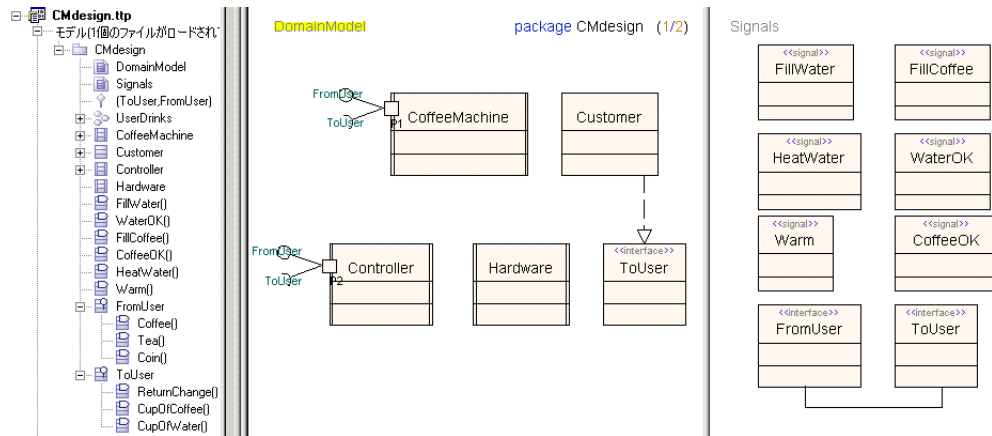 CMdesign.ttp
モデル(1個のファイルがロードされ
CMdesign
DomainModel
Signals
(ToUser,FromUser)
UserDrinks
CoffeeMachine
Customer
Controller
Hardware
FillWater()
WaterOK()
FillCoffee()
CoffeeOK()
HeatWater()
Warm()
FromUser
Coffee()
Tea()
Coin()
ToUser
ReturnChange()
CupOfCoffee()
CupOfWater()
DomainModel
package CMdesign (1/2)
FromUser
ToUser
P1
CoffeeMachine
Customer
FromUser
ToUser
P2
Controller
Hardware
<<interface>>
ToUser
Signals
<<signal>>
FillWater
<<signal>>
FillCoffee
<<signal>>
HeatWater
<<signal>>
WaterOK
<<signal>>
Warm
<<signal>>
CoffeeOK
<<interface>>
FromUser
<<interface>>
ToUser